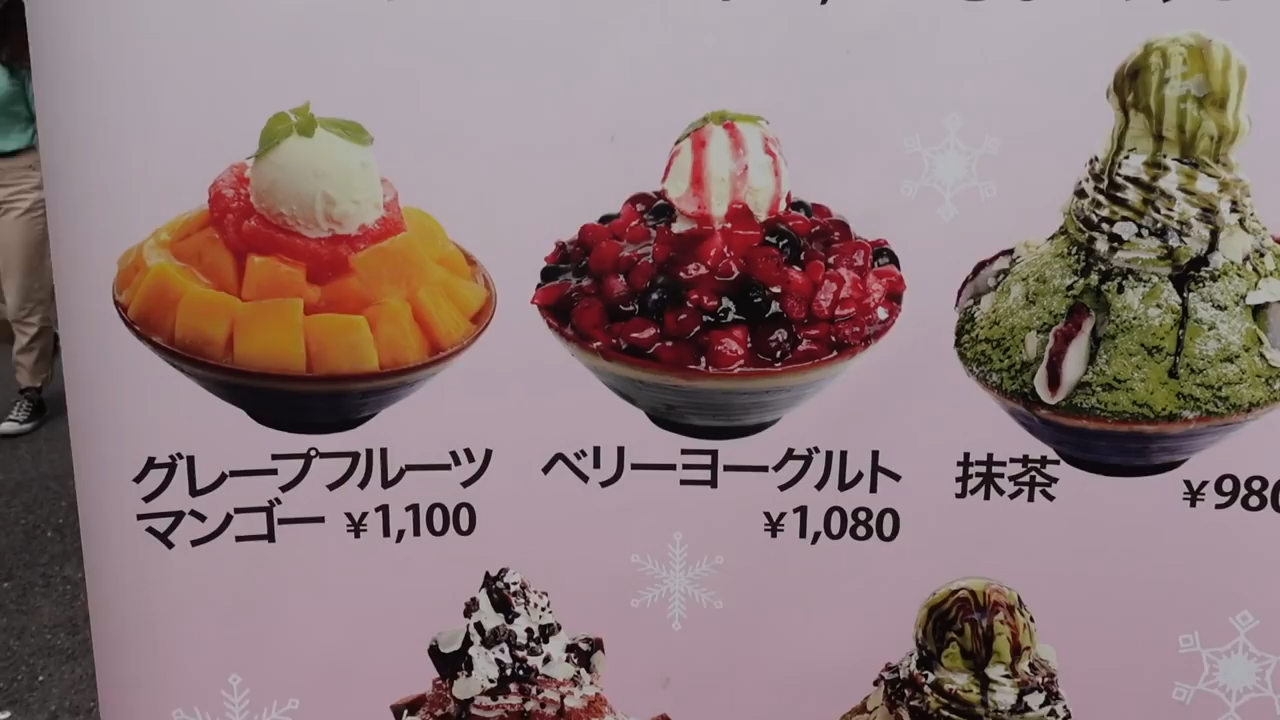 グレープフルーツ
マンゴー ¥1,100
ベリーヨーグルト
¥1,080
抹茶 ¥980